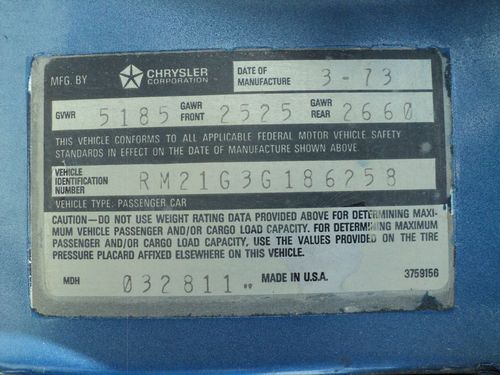 MFG. BY CHRYSLER CORPORATION DATE OF MANUFACTURE 3-73
GVWR 5185 GAWR FRONT 2525 GAWR REAR 2660
THIS VEHICLE CONFORMS TO ALL APPLICABLE FEDERAL MOTOR VEHICLE SAFETY
STANDARDS IN EFFECT ON THE DATE OF MANUFACTURE SHOWN ABOVE.
VEHICLE IDENTIFICATION NUMBER RM21G3G186258
VEHICLE TYPE: PASSENGER CAR
CAUTION—DO NOT USE WEIGHT RATING DATA PROVIDED ABOVE FOR DETERMINING MAXI-
MUM VEHICLE PASSENGER AND/OR CARGO LOAD CAPACITY. FOR DETERMINING MAXIMUM
PASSENGER AND/OR CARGO LOAD CAPACITY, USE THE VALUES PROVIDED ON THE TIRE
PRESSURE PLACARD AFFIXED ELSEWHERE ON THIS VEHICLE.
MDH 032811 MADE IN U.S.A. 3759156